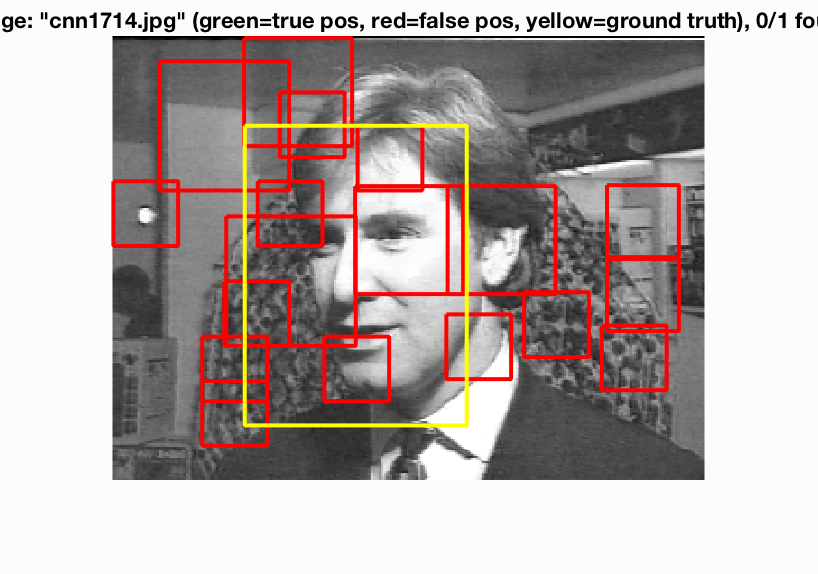 ge: "cnn1714.jpg" (green=true pos, red=false pos, yellow=ground truth), 0/1 fou